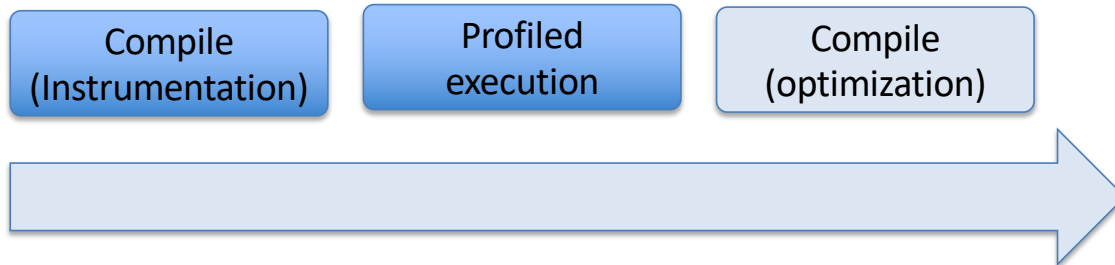 Compile
(Instrumentation)
Profiled
execution
Compile
(optimization)